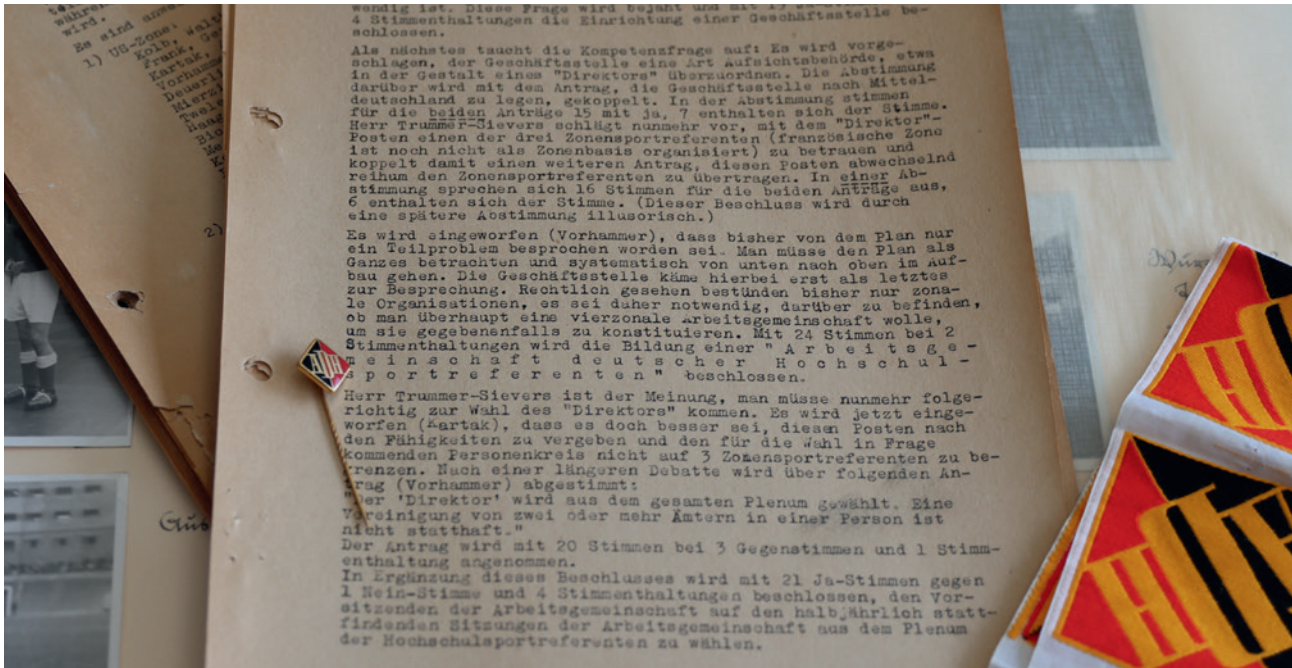 wendig ist. Diese Frage wird bejaht und mit
4 Stimmenthaltungen die Einrichtung einer Geschäftsstelle be-
schlossen.
Als nächstes taucht die Kompetenzfrage auf: Es wird vorge-
schlagen, der Geschäftsstelle eine Art Aufsichtsbehörde, etwa
in der Gestalt eines "Direktors" überzuordnen. Die Abstimmung
darüber wird mit dem Antrag, die Geschäftsstelle nach Mittel-
deutschland zu legen, gekoppelt. In der Abstimmung stimmen
für die beiden Anträge 15 mit ja, 7 enthalten sich der Stimme.
Herr Trummer-Sievers schlägt nunmehr vor, mit dem "Direktor"-
Posten einen der drei Zonensportreferenten (französische Zone
ist noch nicht als Zonenbasis organisiert) zu betrauen und
koppelt damit einen weiteren Antrag, diesen Posten abwechselnd
reihum den Zonensportreferenten zu übertragen. In einer Ab-
stimmung sprechen sich 16 Stimmen für die beiden Anträge aus,
6 enthalten sich der Stimme. (Dieser Beschluss wird durch
eine spätere Abstimmung illusorisch.)
Es wird eingeworfen (Vorhammer), dass bisher von dem Plan nur
ein Teilproblem besprochen worden sei. Man müsse den Plan als
Ganzes betrachten und systematisch von unten nach oben im Auf-
bau gehen. Die Geschäftsstelle käme hierbei erst als letztes
zur Besprechung. Rechtlich gesehen bestünden bisher nur zona-
le Organisationen, es sei daher notwendig, darüber zu befinden,
ob man überhaupt eine vierzonale Arbeitsgemeinschaft wolle,
um sie gegebenenfalls zu konstituieren. Mit 24 Stimmen bei 2
Stimmenthaltungen wird die Bildung einer " A r b e i t s g e -
m e i n s c h a f t   d e u t s c h e r   H o c h s c h u l -
s p o r t r e f e r e n t e n " beschlossen.
Herr Trummer-Sievers ist der Meinung, man müsse nunmehr folge-
richtig zur Wahl des "Direktors" kommen. Es wird jetzt einge-
worfen (Kartak), dass es doch besser sei, diesen Posten nach
den Fähigkeiten zu vergeben und den für die Wahl in Frage
kommenden Personenkreis nicht auf 3 Zonensportreferenten zu be-
grenzen. Nach einer längeren Debatte wird über folgenden An-
trag (Vorhammer) abgestimmt:
"Der 'Direktor' wird aus dem gesamten Plenum gewählt. Eine
Vereinigung von zwei oder mehr Ämtern in einer Person ist
nicht statthaft."
Der Antrag wird mit 20 Stimmen bei 3 Gegenstimmen und 1 Stimm-
enthaltung angenommen.
In Ergänzung dieses Beschlusses wird mit 21 Ja-Stimmen gegen
1 Nein-Stimme und 4 Stimmenthaltungen beschlossen, den Vor-
sitzenden der Arbeitsgemeinschaft auf den halbjährlich statt-
findenden Sitzungen der Arbeitsgemeinschaft aus dem Plenum
der Hochschulsportreferenten zu wählen.
wird.
Es sind
1) US-Zone:
Kolb,
Frank,
Kartak,
Vorhammer
2)
ADH